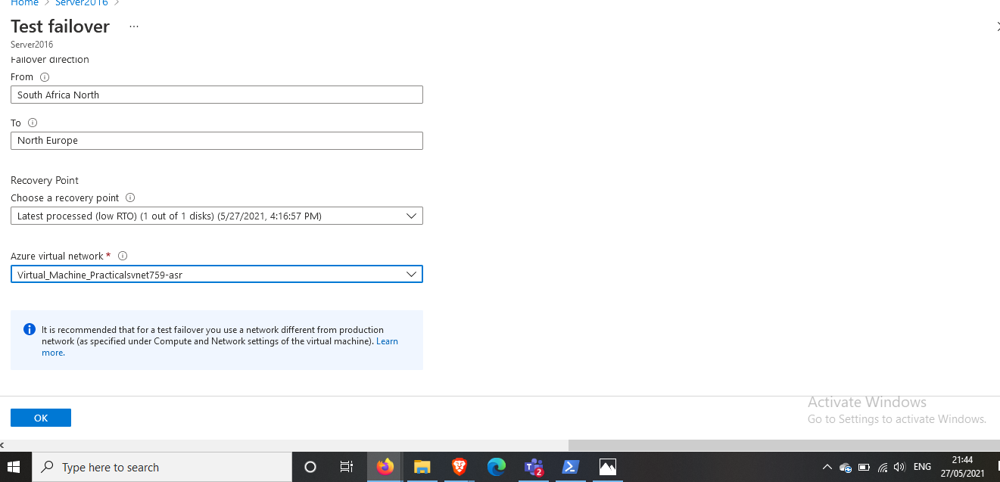 Home > Server2016 >
Test failover ...
Server2016
Failover direction
From
South Africa North
To
North Europe
Recovery Point
Choose a recovery point
Latest processed (low RTO) (1 out of 1 disks) (5/27/2021, 4:16:57 PM)
Azure virtual network *
Virtual_Machine_Practicalsvnet759-asr
It is recommended that for a test failover you use a network different from production
network (as specified under Compute and Network settings of the virtual machine). Learn
more.
OK
Activate Windows
Go to Settings to activate Windows.
Type here to search
2
ENG
21:44
27/05/2021